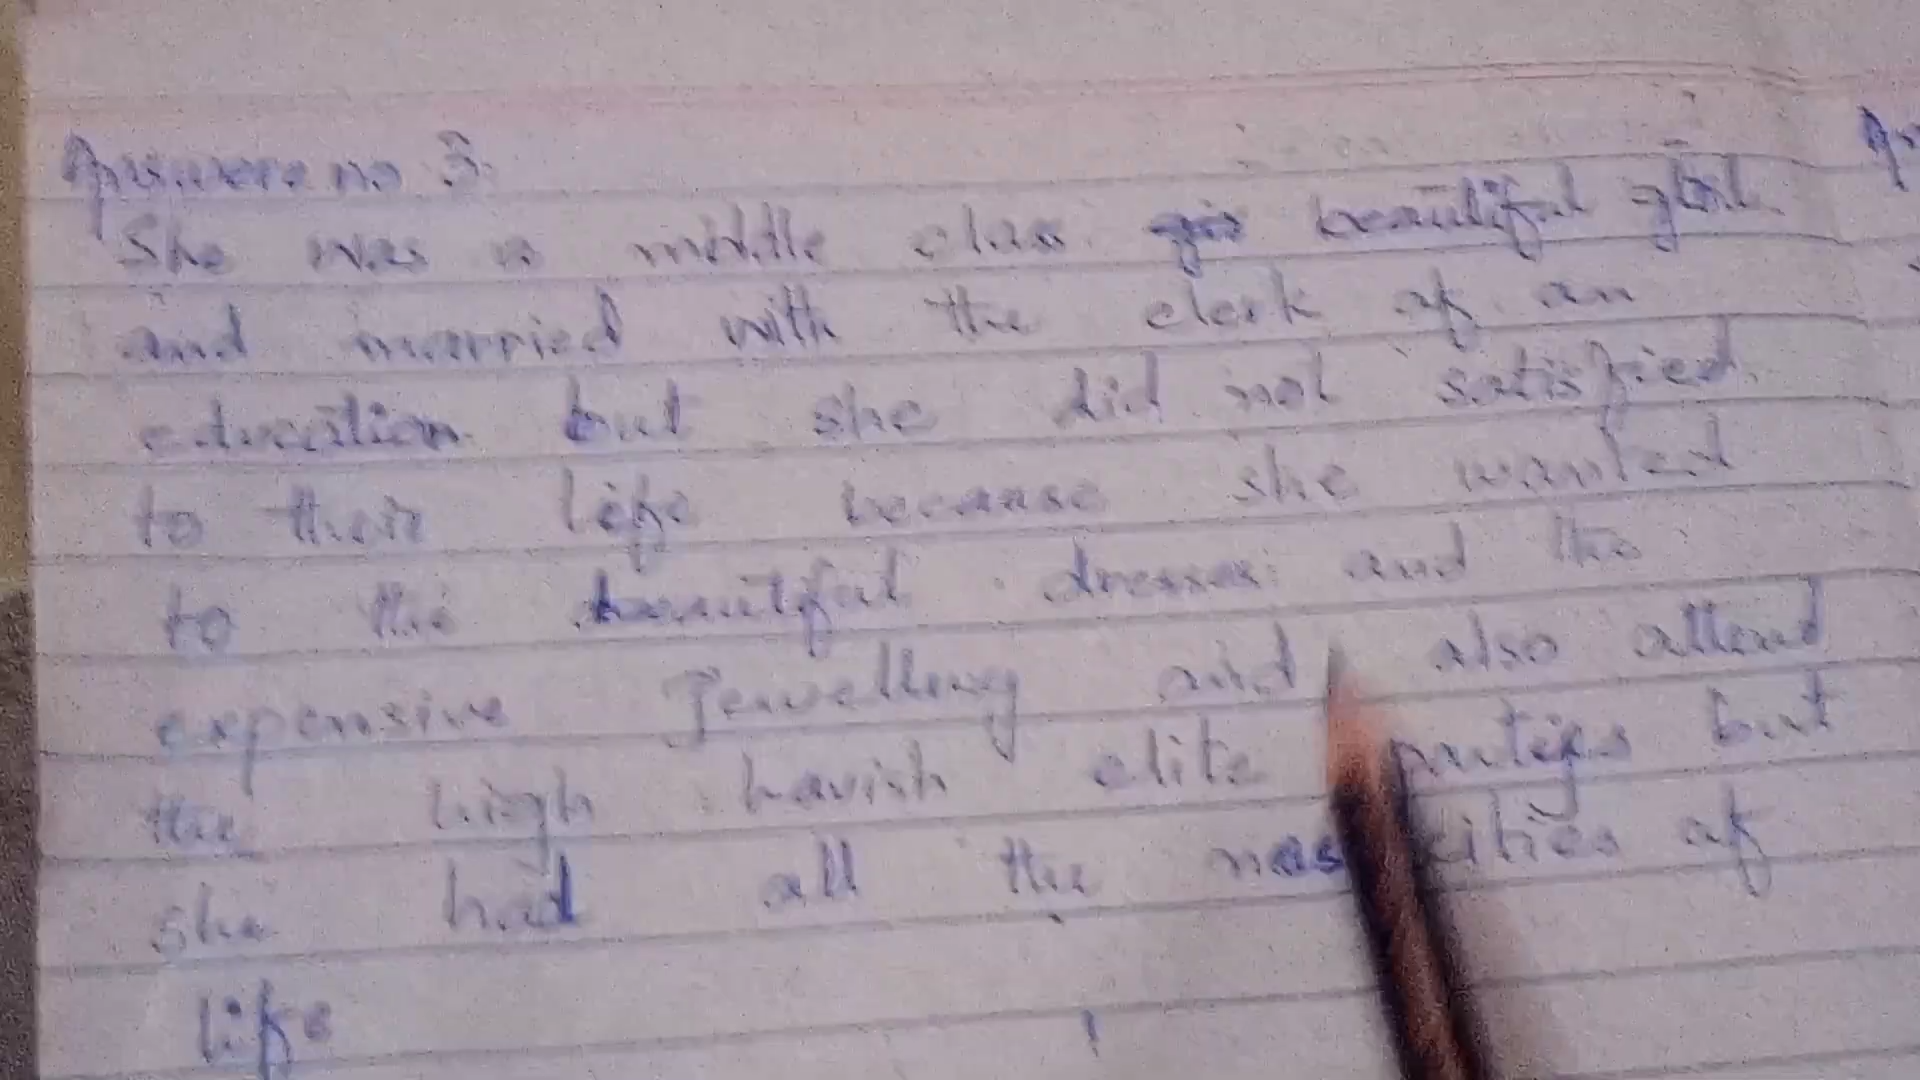 Answere no 3.
She was a middle class beautiful girl
and married with the clerk of an
education but she did not satisfied
to their life because she wanted
to the beautiful dresses and the
expensive Jewellery and also attend
the high lavish elite parties but
she had all the of
life